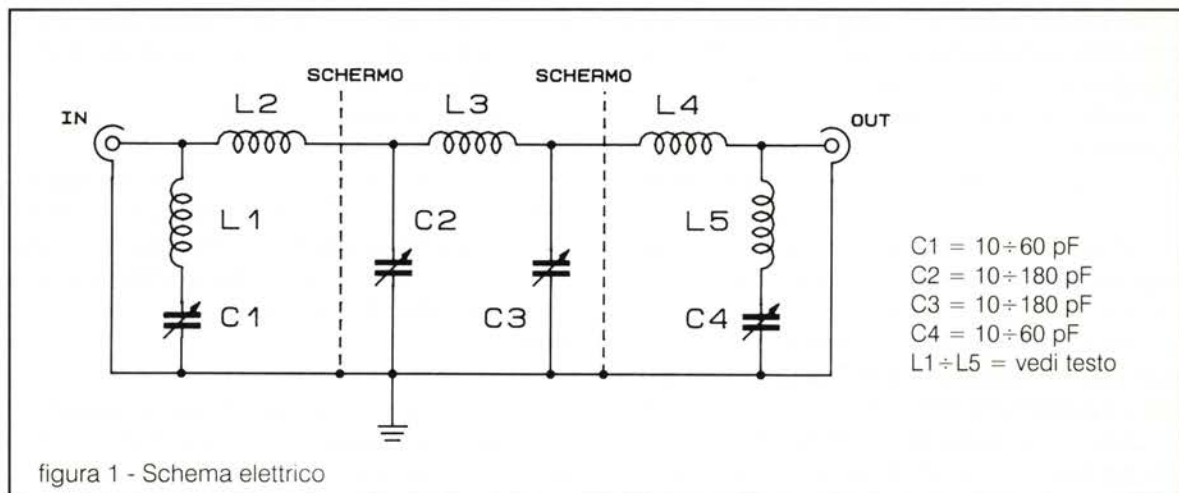 SCHERMO
SCHERMO
IN
L2
L3
L4
OUT
L1
C2
L5
C1
C3
C4
C1 = 10÷60 pF
C2 = 10÷180 pF
C3 = 10÷180 pF
C4 = 10÷60 pF
L1÷L5 = vedi testo
figura 1 - Schema elettrico